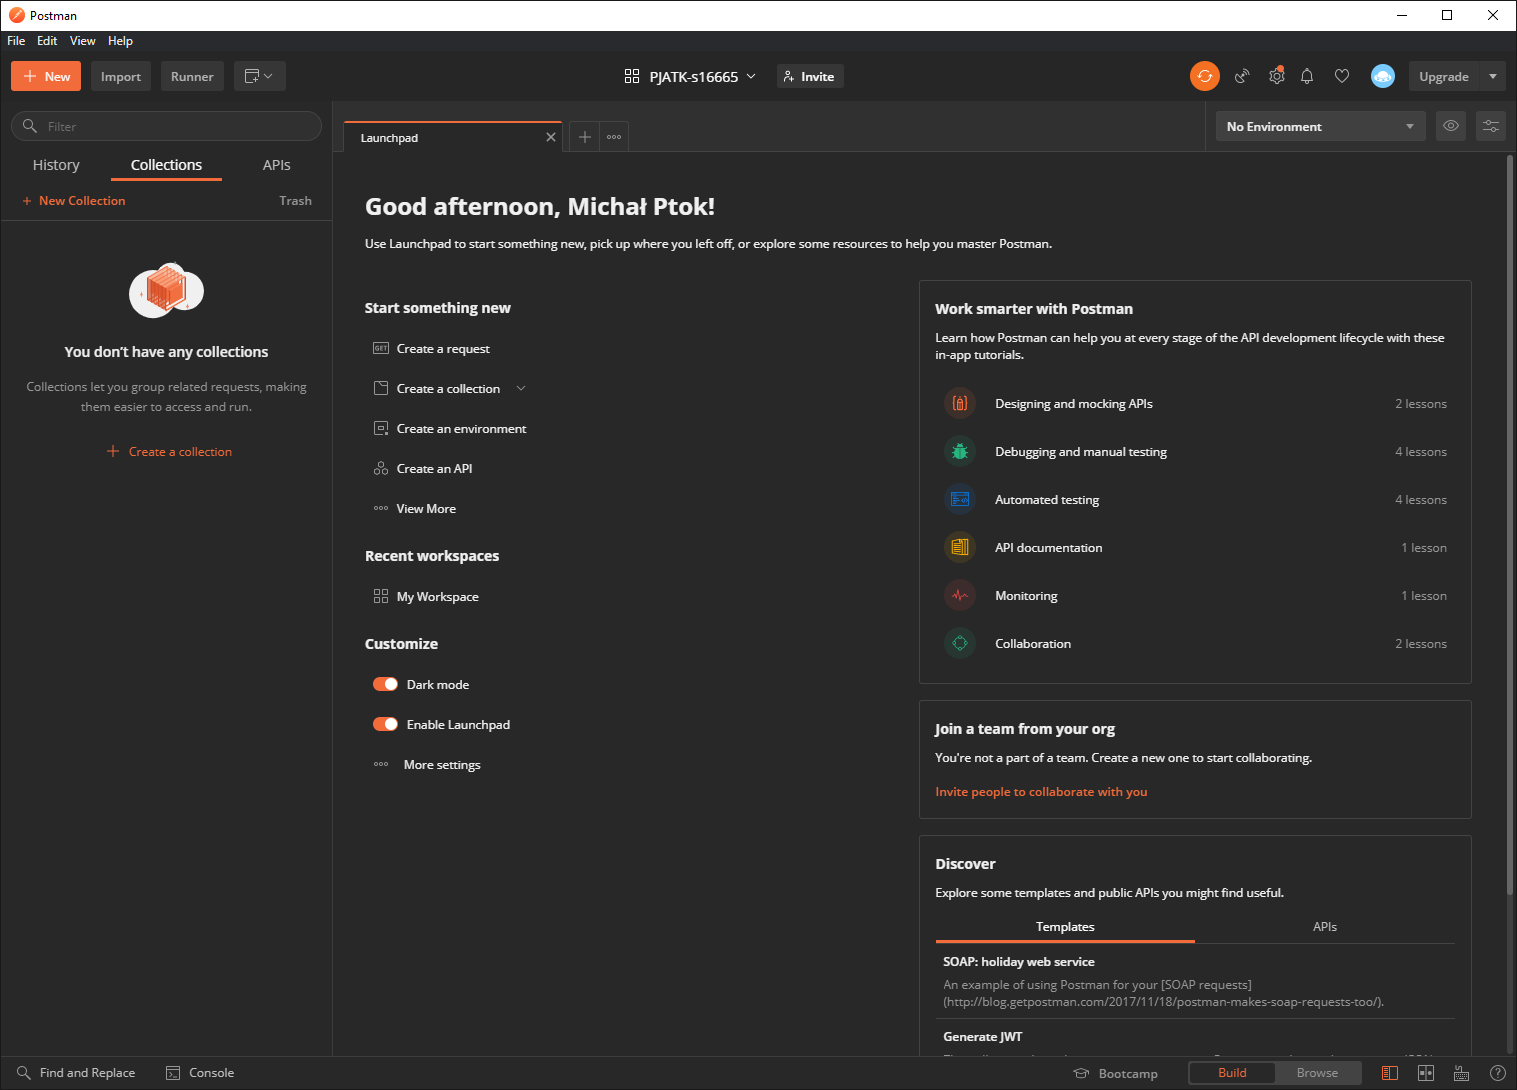 Postman
File Edit View Help
New Import Runner PJATK-s16665 Invite Upgrade
Filter
History Collections APIs
New Collection Trash
You don't have any collections
Collections let you group related requests, making
them easier to access and run.
Create a collection
Launchpad
No Environment
Good afternoon, Michał Ptok!
Use Launchpad to start something new, pick up where you left off, or explore some resources to help you master Postman.
Start something new
GET Create a request
Create a collection
Create an environment
Create an API
View More
Recent workspaces
My Workspace
Customize
Dark mode
Enable Launchpad
More settings
Work smarter with Postman
Learn how Postman can help you at every stage of the API development lifecycle with these
in-app tutorials.
Designing and mocking APIs 2 lessons
Debugging and manual testing 4 lessons
Automated testing 4 lessons
API documentation 1 lesson
Monitoring 1 lesson
Collaboration 2 lessons
Join a team from your org
You're not a part of a team. Create a new one to start collaborating.
Invite people to collaborate with you
Discover
Explore some templates and public APIs you might find useful.
Templates APIs
SOAP: holiday web service
An example of using Postman for your [SOAP requests]
(http://blog.getpostman.com/2017/11/18/postman-makes-soap-requests-too/).
Generate JWT
Find and Replace Console Bootcamp Build Browse